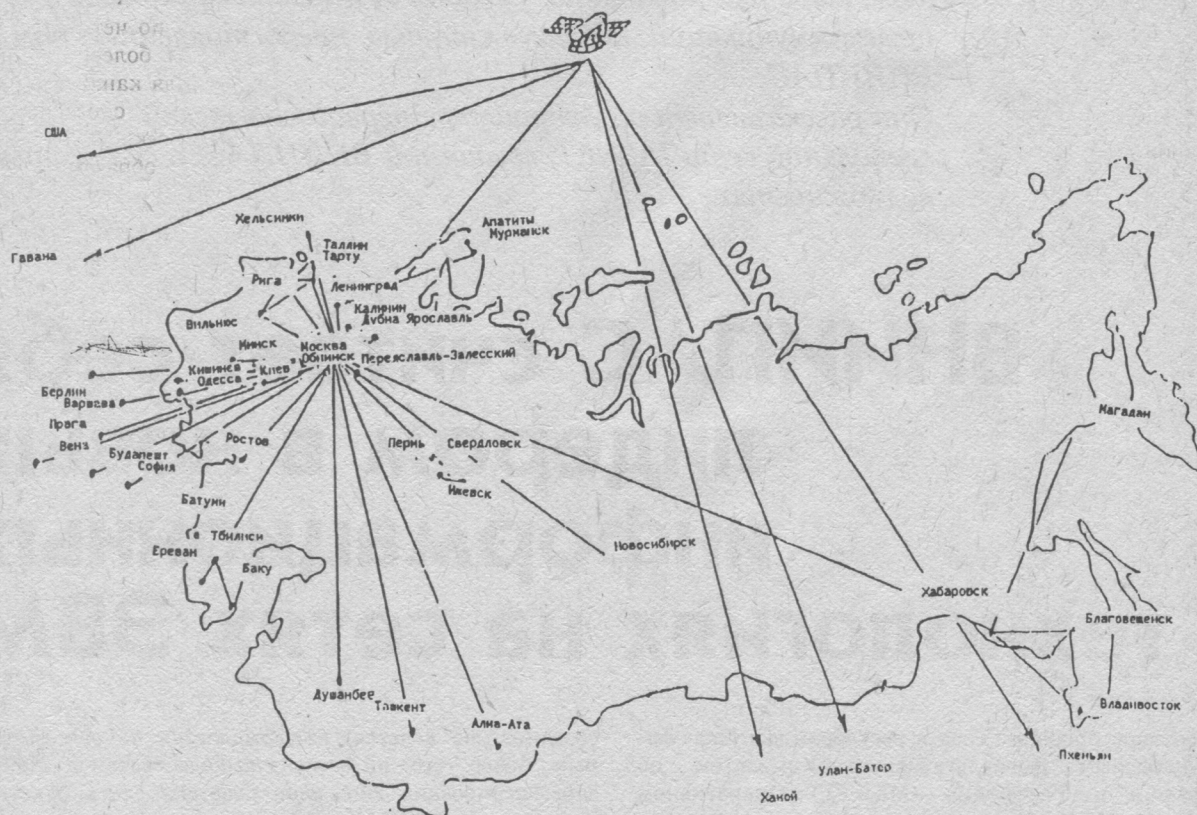 США
Гавана
Хельсинки
Таллин
Тарту
Апатиты
Мурманск
Рига
Ленинград
Калинин
Дубна Ярославль
Вильнюс
Минск
Москва
Обнинск
Переяславль-Залесский
Кишинев
Одесса
Киев
Берлин
Варшава
Прага
Вена
Будапешт
София
Ростов
Пермь
Свердловск
Ижевск
Магадан
Батуми
Тбилиси
Ереван
Баку
Новосибирск
Хабаровск
Благовещенск
Душанбе
Ташкент
Алма-Ата
Владивосток
Пхеньян
Улан-Батор
Ханой